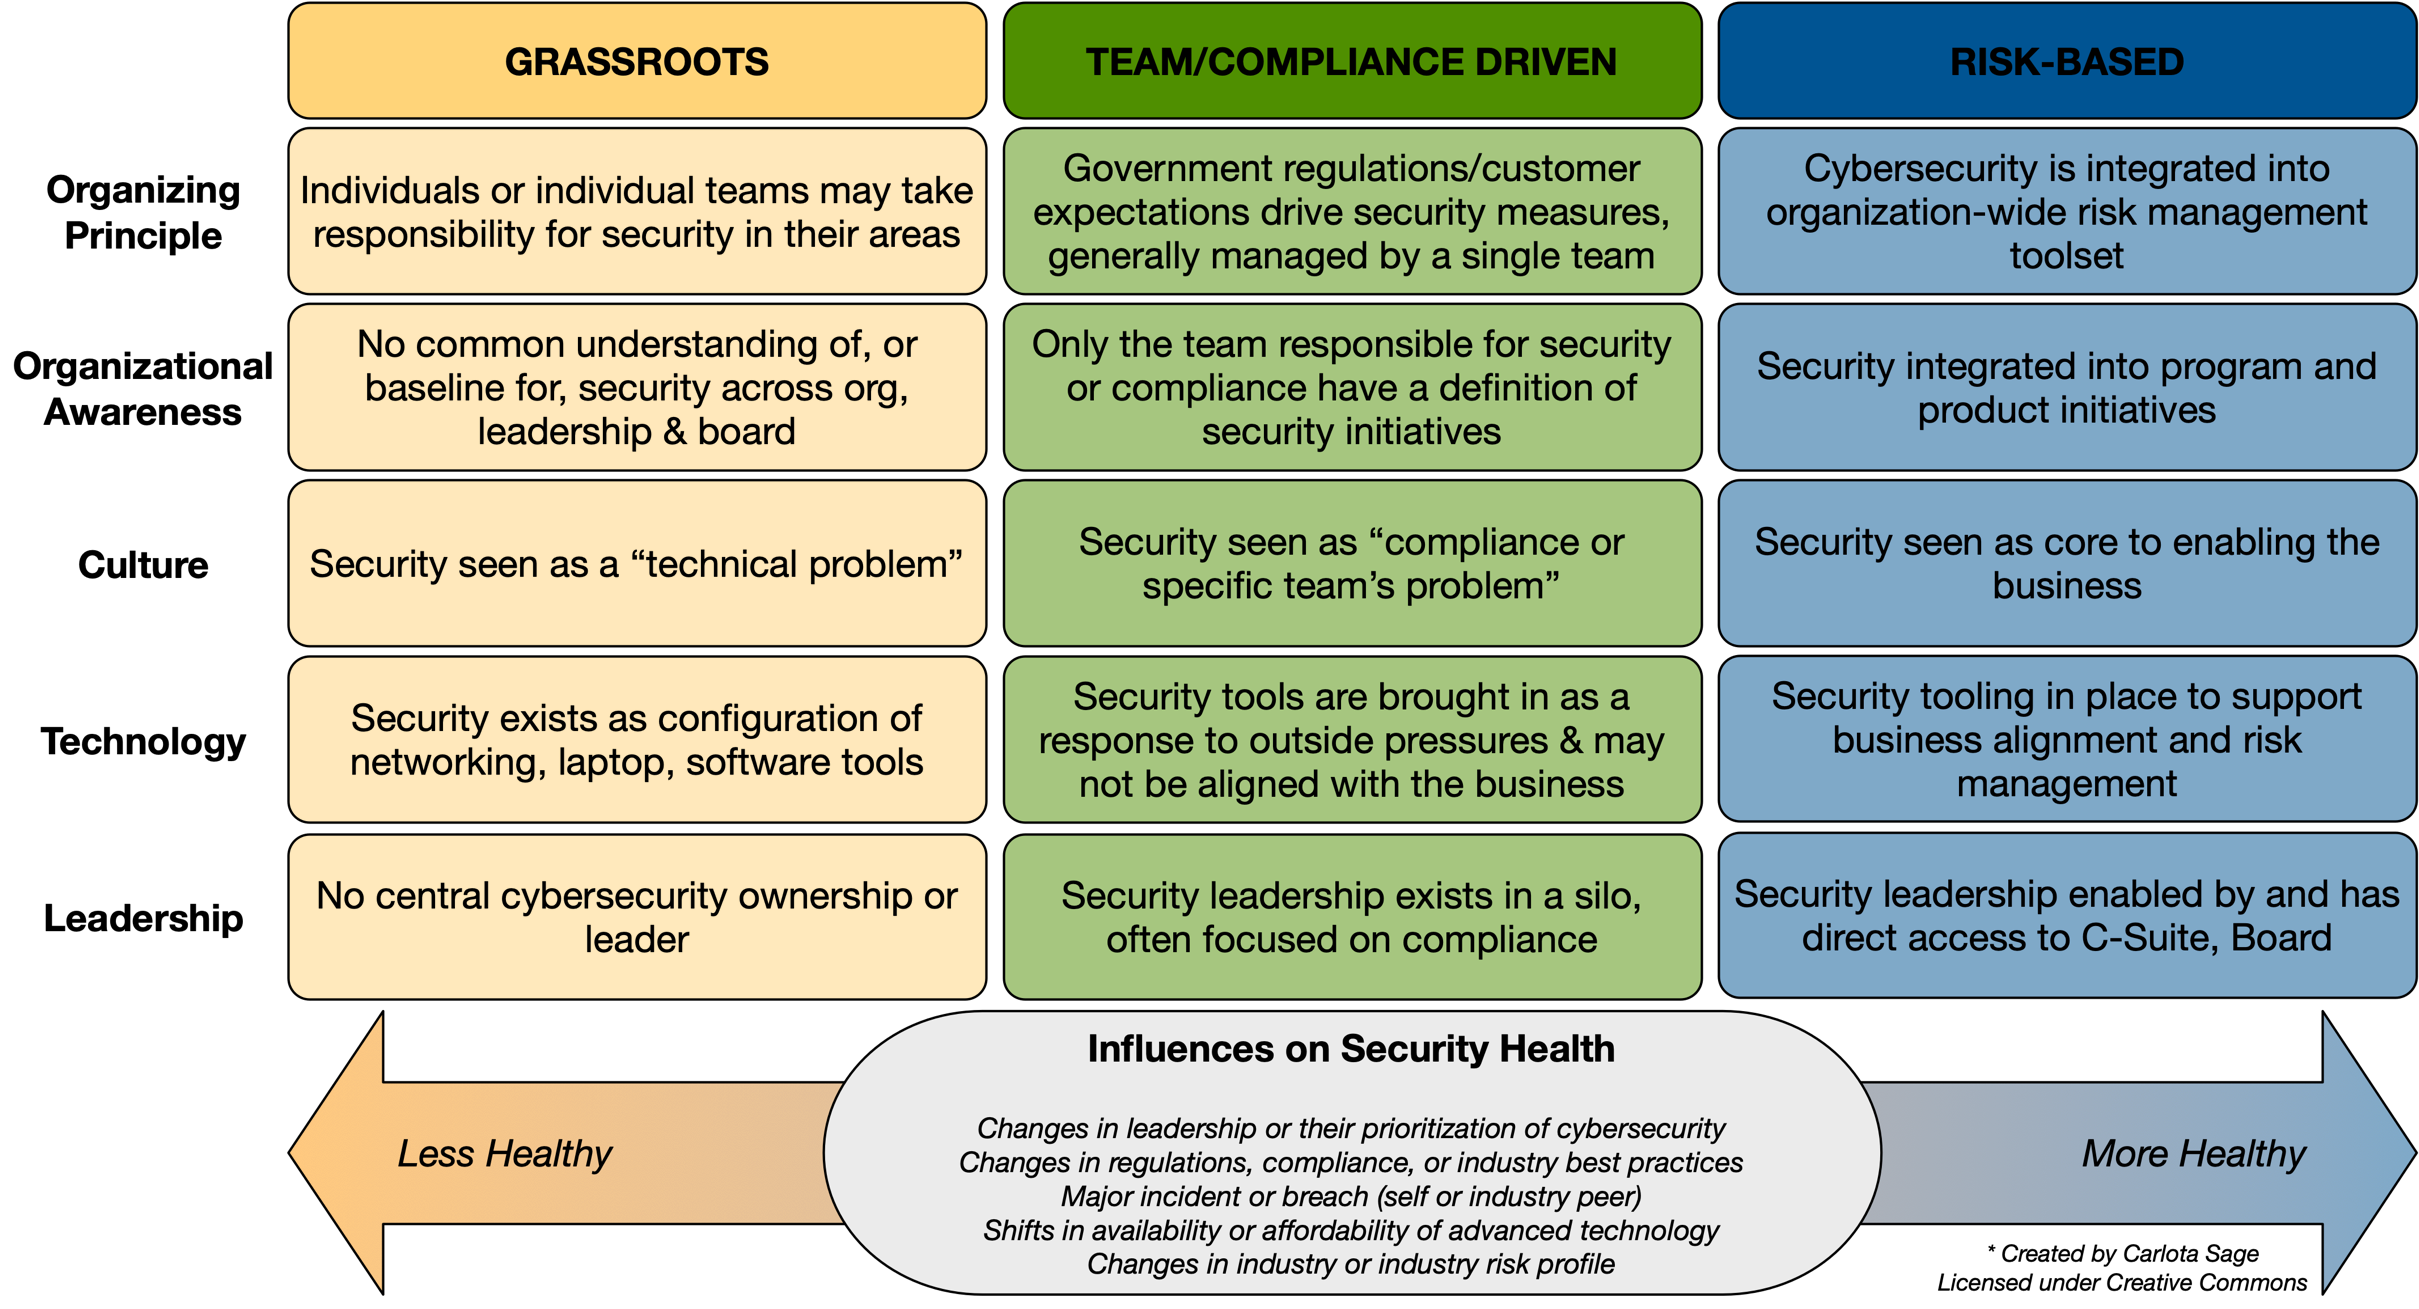 GRASSROOTS
TEAM/COMPLIANCE DRIVEN
RISK-BASED
Organizing
Principle
Individuals or individual teams may take
responsibility for security in their areas
Government regulations/customer
expectations drive security measures,
generally managed by a single team
Cybersecurity is integrated into
organization-wide risk management
toolset
Organizational
Awareness
No common understanding of, or
baseline for, security across org,
leadership & board
Only the team responsible for security
or compliance have a definition of
security initiatives
Security integrated into program and
product initiatives
Culture
Security seen as a “technical problem”
Security seen as “compliance or
specific team’s problem”
Security seen as core to enabling the
business
Technology
Security exists as configuration of
networking, laptop, software tools
Security tools are brought in as a
response to outside pressures & may
not be aligned with the business
Security tooling in place to support
business alignment and risk
management
Leadership
No central cybersecurity ownership or
leader
Security leadership exists in a silo,
often focused on compliance
Security leadership enabled by and has
direct access to C-Suite, Board
Less Healthy
Influences on Security Health
Changes in leadership or their prioritization of cybersecurity
Changes in regulations, compliance, or industry best practices
Major incident or breach (self or industry peer)
Shifts in availability or affordability of advanced technology
Changes in industry or industry risk profile
More Healthy
* Created by Carlota Sage
Licensed under Creative Commons